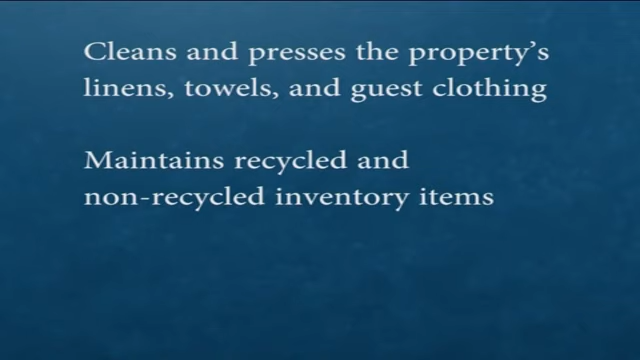 Cleans and presses the property’s
linens, towels, and guest clothing
Maintains recycled and
non-recycled inventory items